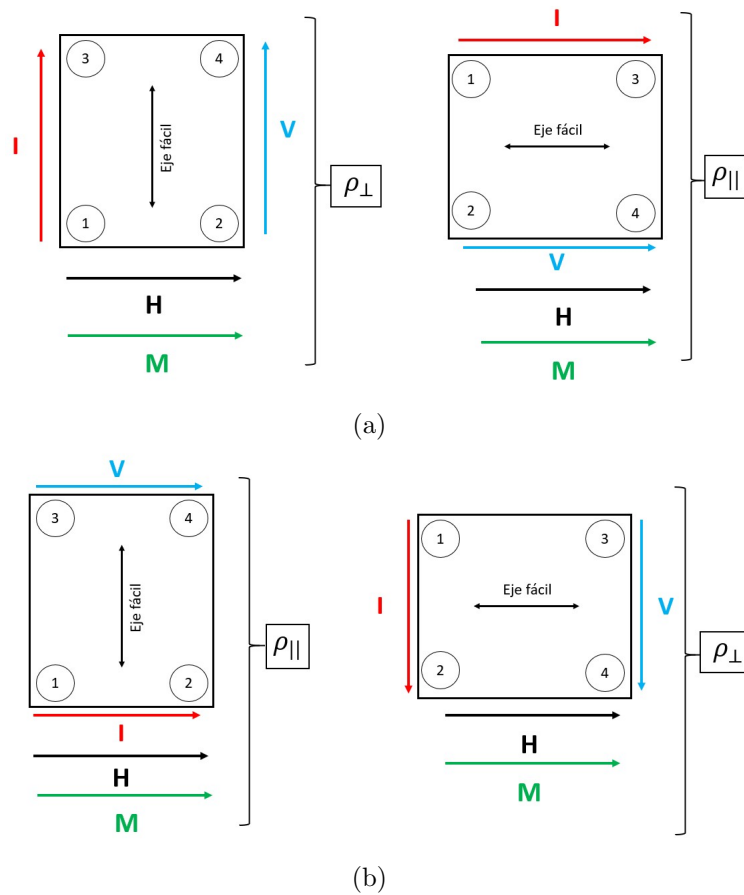 I
3 4
I
V
Eje fácil
1 3
Eje fácil
ρ⊥
ρ||
1 2
2 4
V
H
H
M
M
(a)
V
3 4
1 3
Eje fácil
Eje fácil
I
V
ρ||
ρ⊥
1 2
2 4
I
H
H
M
M
(b)